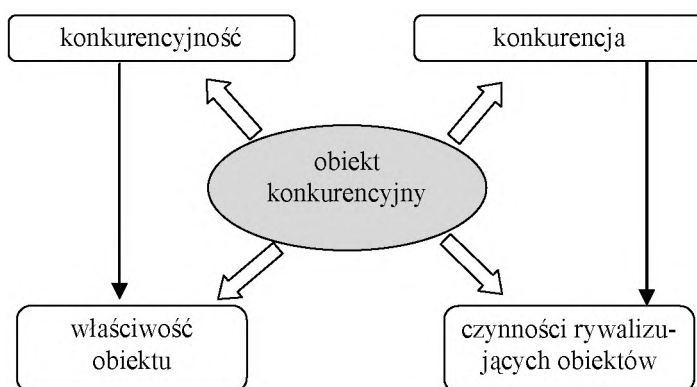 konkurencyjność
konkurencja
obiekt
konkurencyjny
właściwość
obiektu
czynności rywalizu-
jących obiektów